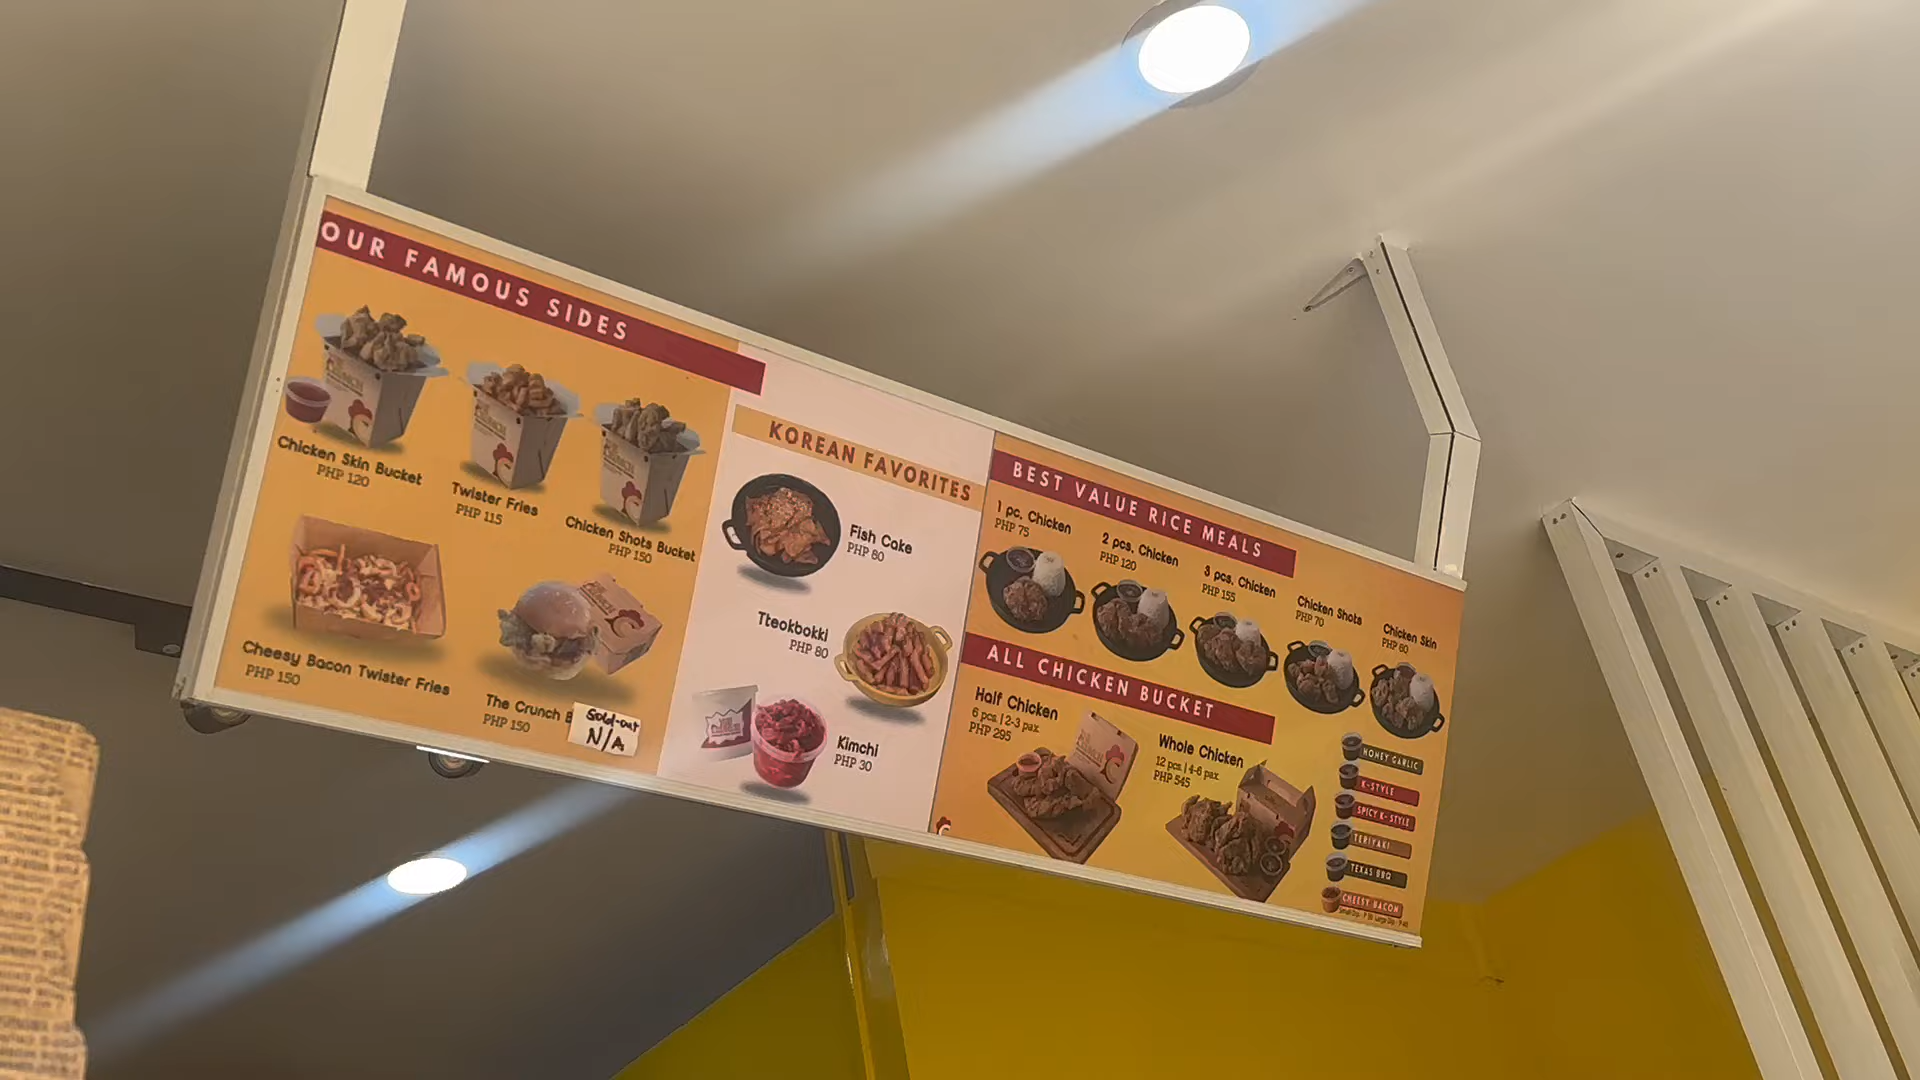 OUR FAMOUS SIDES
Chicken Skin Bucket
PHP 120
Twister Fries
PHP 115
Chicken Shots Bucket
PHP 150
Cheesy Bacon Twister Fries
PHP 150
The Crunch
PHP 150
Sold-out
N/A
KOREAN FAVORITES
Fish Cake
PHP 80
Tteokbokki
PHP 80
Kimchi
PHP 30
BEST VALUE RICE MEALS
1 pc. Chicken
PHP 75
2 pcs. Chicken
PHP 120
3 pcs. Chicken
PHP 155
Chicken Shots
PHP 70
Chicken Skin
PHP 60
ALL CHICKEN BUCKET
Half Chicken
6 pcs. | 2-3 pax
PHP 295
Whole Chicken
12 pcs. | 4-6 pax
PHP 545
HONEY GARLIC
K-STYLE
SPICY K-STYLE
TERIYAKI
TEXAS BBQ
CHEESY BACON